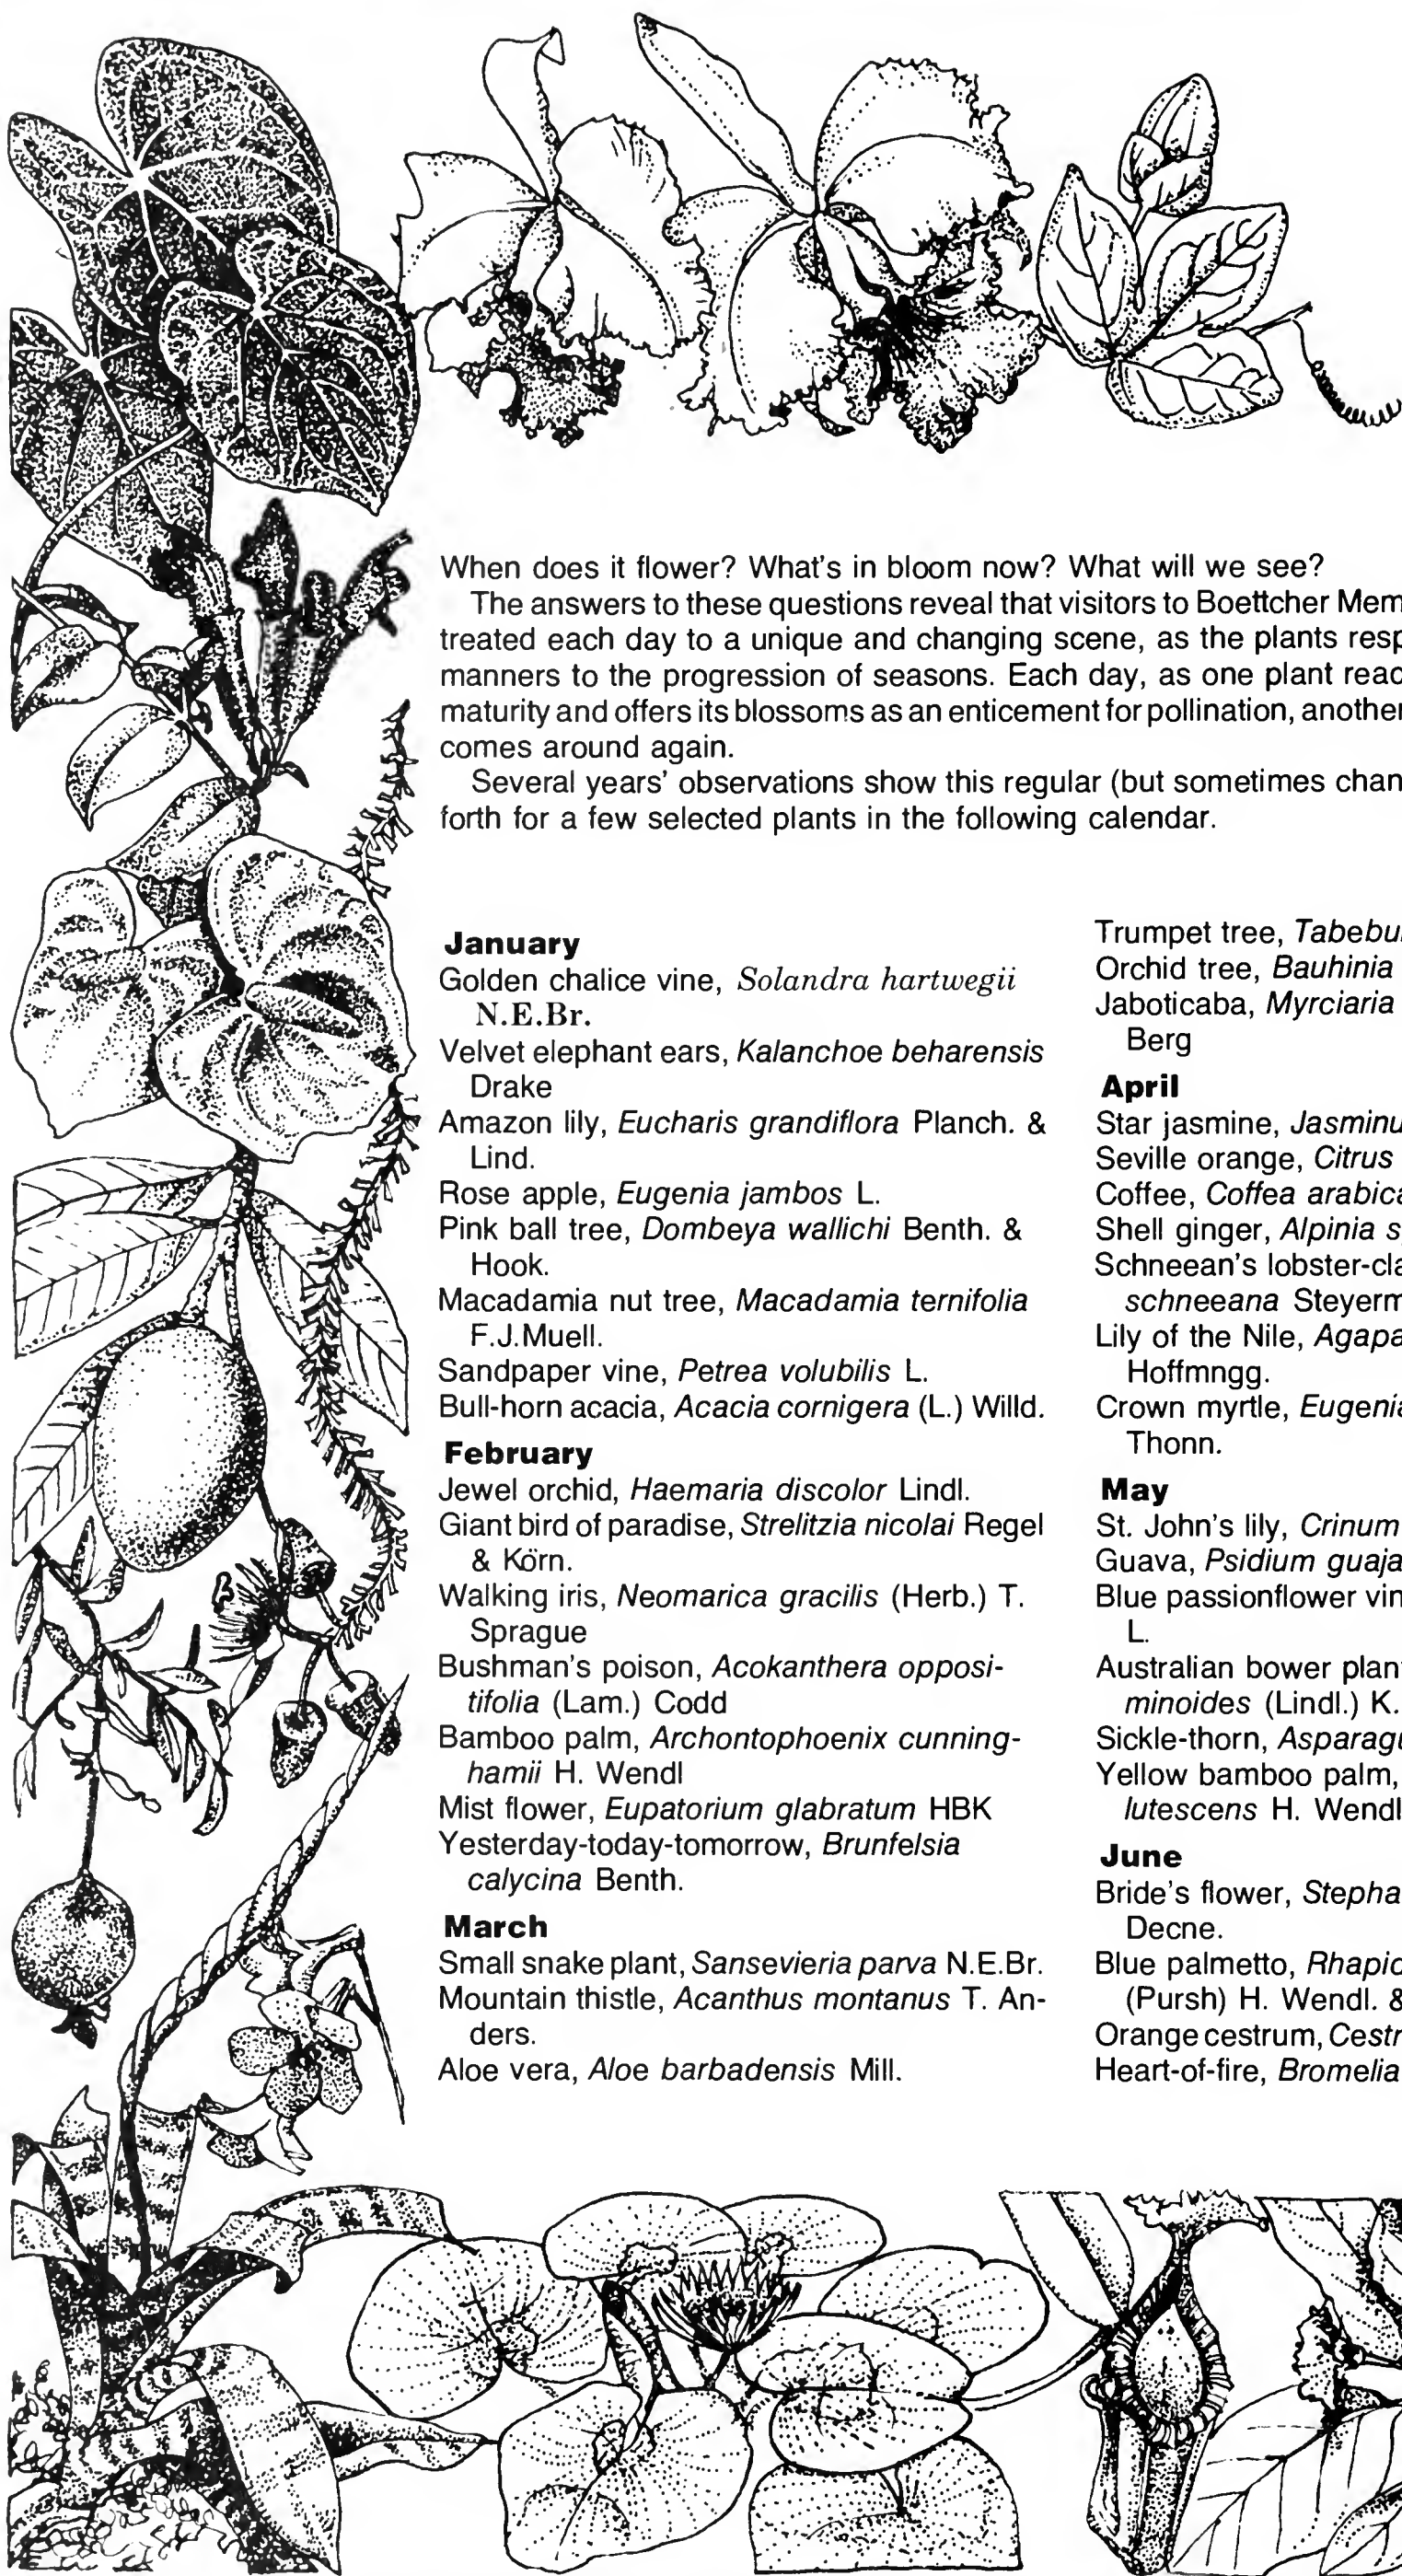 When does it flower? What's in bloom now? What will we see?
The answers to these questions reveal that visitors to Boettcher Mem
treated each day to a unique and changing scene, as the plants resp
manners to the progression of seasons. Each day, as one plant reac
maturity and offers its blossoms as an enticement for pollination, another
comes around again.
Several years' observations show this regular (but sometimes chan
forth for a few selected plants in the following calendar.
January
Golden chalice vine, Solandra hartwegii
N.E.Br.
Velvet elephant ears, Kalanchoe beharensis
Drake
Amazon lily, Eucharis grandiflora Planch. &
Lind.
Rose apple, Eugenia jambos L.
Pink ball tree, Dombeya wallichi Benth. &
Hook.
Macadamia nut tree, Macadamia ternifolia
F.J.Muell.
Sandpaper vine, Petrea volubilis L.
Bull-horn acacia, Acacia cornigera (L.) Willd.
February
Jewel orchid, Haemaria discolor Lindl.
Giant bird of paradise, Strelitzia nicolai Regel
& Körn.
Walking iris, Neomarica gracilis (Herb.) T.
Sprague
Bushman's poison, Acokanthera opposi-
tifolia (Lam.) Codd
Bamboo palm, Archontophoenix cunning-
hamii H. Wendl
Mist flower, Eupatorium glabratum HBK
Yesterday-today-tomorrow, Brunfelsia
calycina Benth.
March
Small snake plant, Sansevieria parva N.E.Br.
Mountain thistle, Acanthus montanus T. An-
ders.
Aloe vera, Aloe barbadensis Mill.
Trumpet tree, Tabebu
Orchid tree, Bauhinia
Jaboticaba, Myrciaria
Berg
April
Star jasmine, Jasminu
Seville orange, Citrus
Coffee, Coffea arabica
Shell ginger, Alpinia s
Schneean's lobster-cla
schneeana Steyerm
Lily of the Nile, Agapa
Hoffmngg.
Crown myrtle, Eugenia
Thonn.
May
St. John's lily, Crinum
Guava, Psidium guaja
Blue passionflower vin
L.
Australian bower plant
minoides (Lindl.) K.
Sickle-thorn, Asparagu
Yellow bamboo palm,
lutescens H. Wendl
June
Bride's flower, Stepha
Decne.
Blue palmetto, Rhapid
(Pursh) H. Wendl. &
Orange cestrum, Cestr
Heart-of-fire, Bromelia